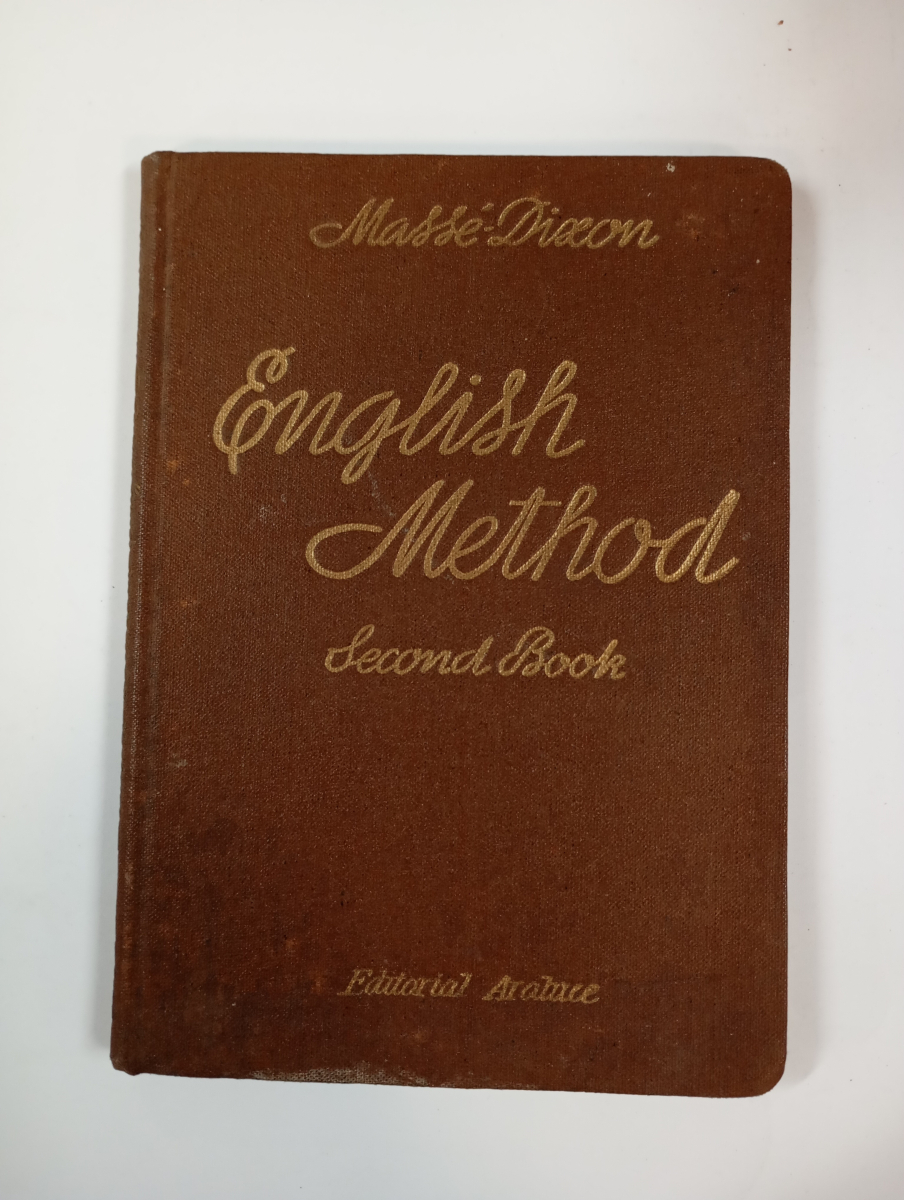 Massé-Dixon
English
Method
Second Book
Editorial Araluce